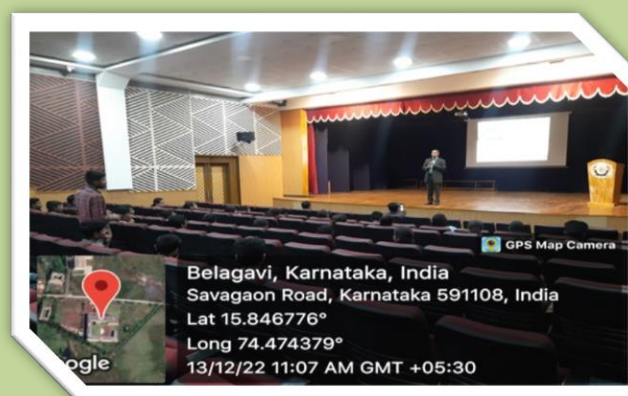 GPS Map Camera
Belagavi, Karnataka, India
Savagaon Road, Karnataka 591108, India
Lat 15.846776°
Long 74.474379°
13/12/22 11:07 AM GMT +05:30
ogle